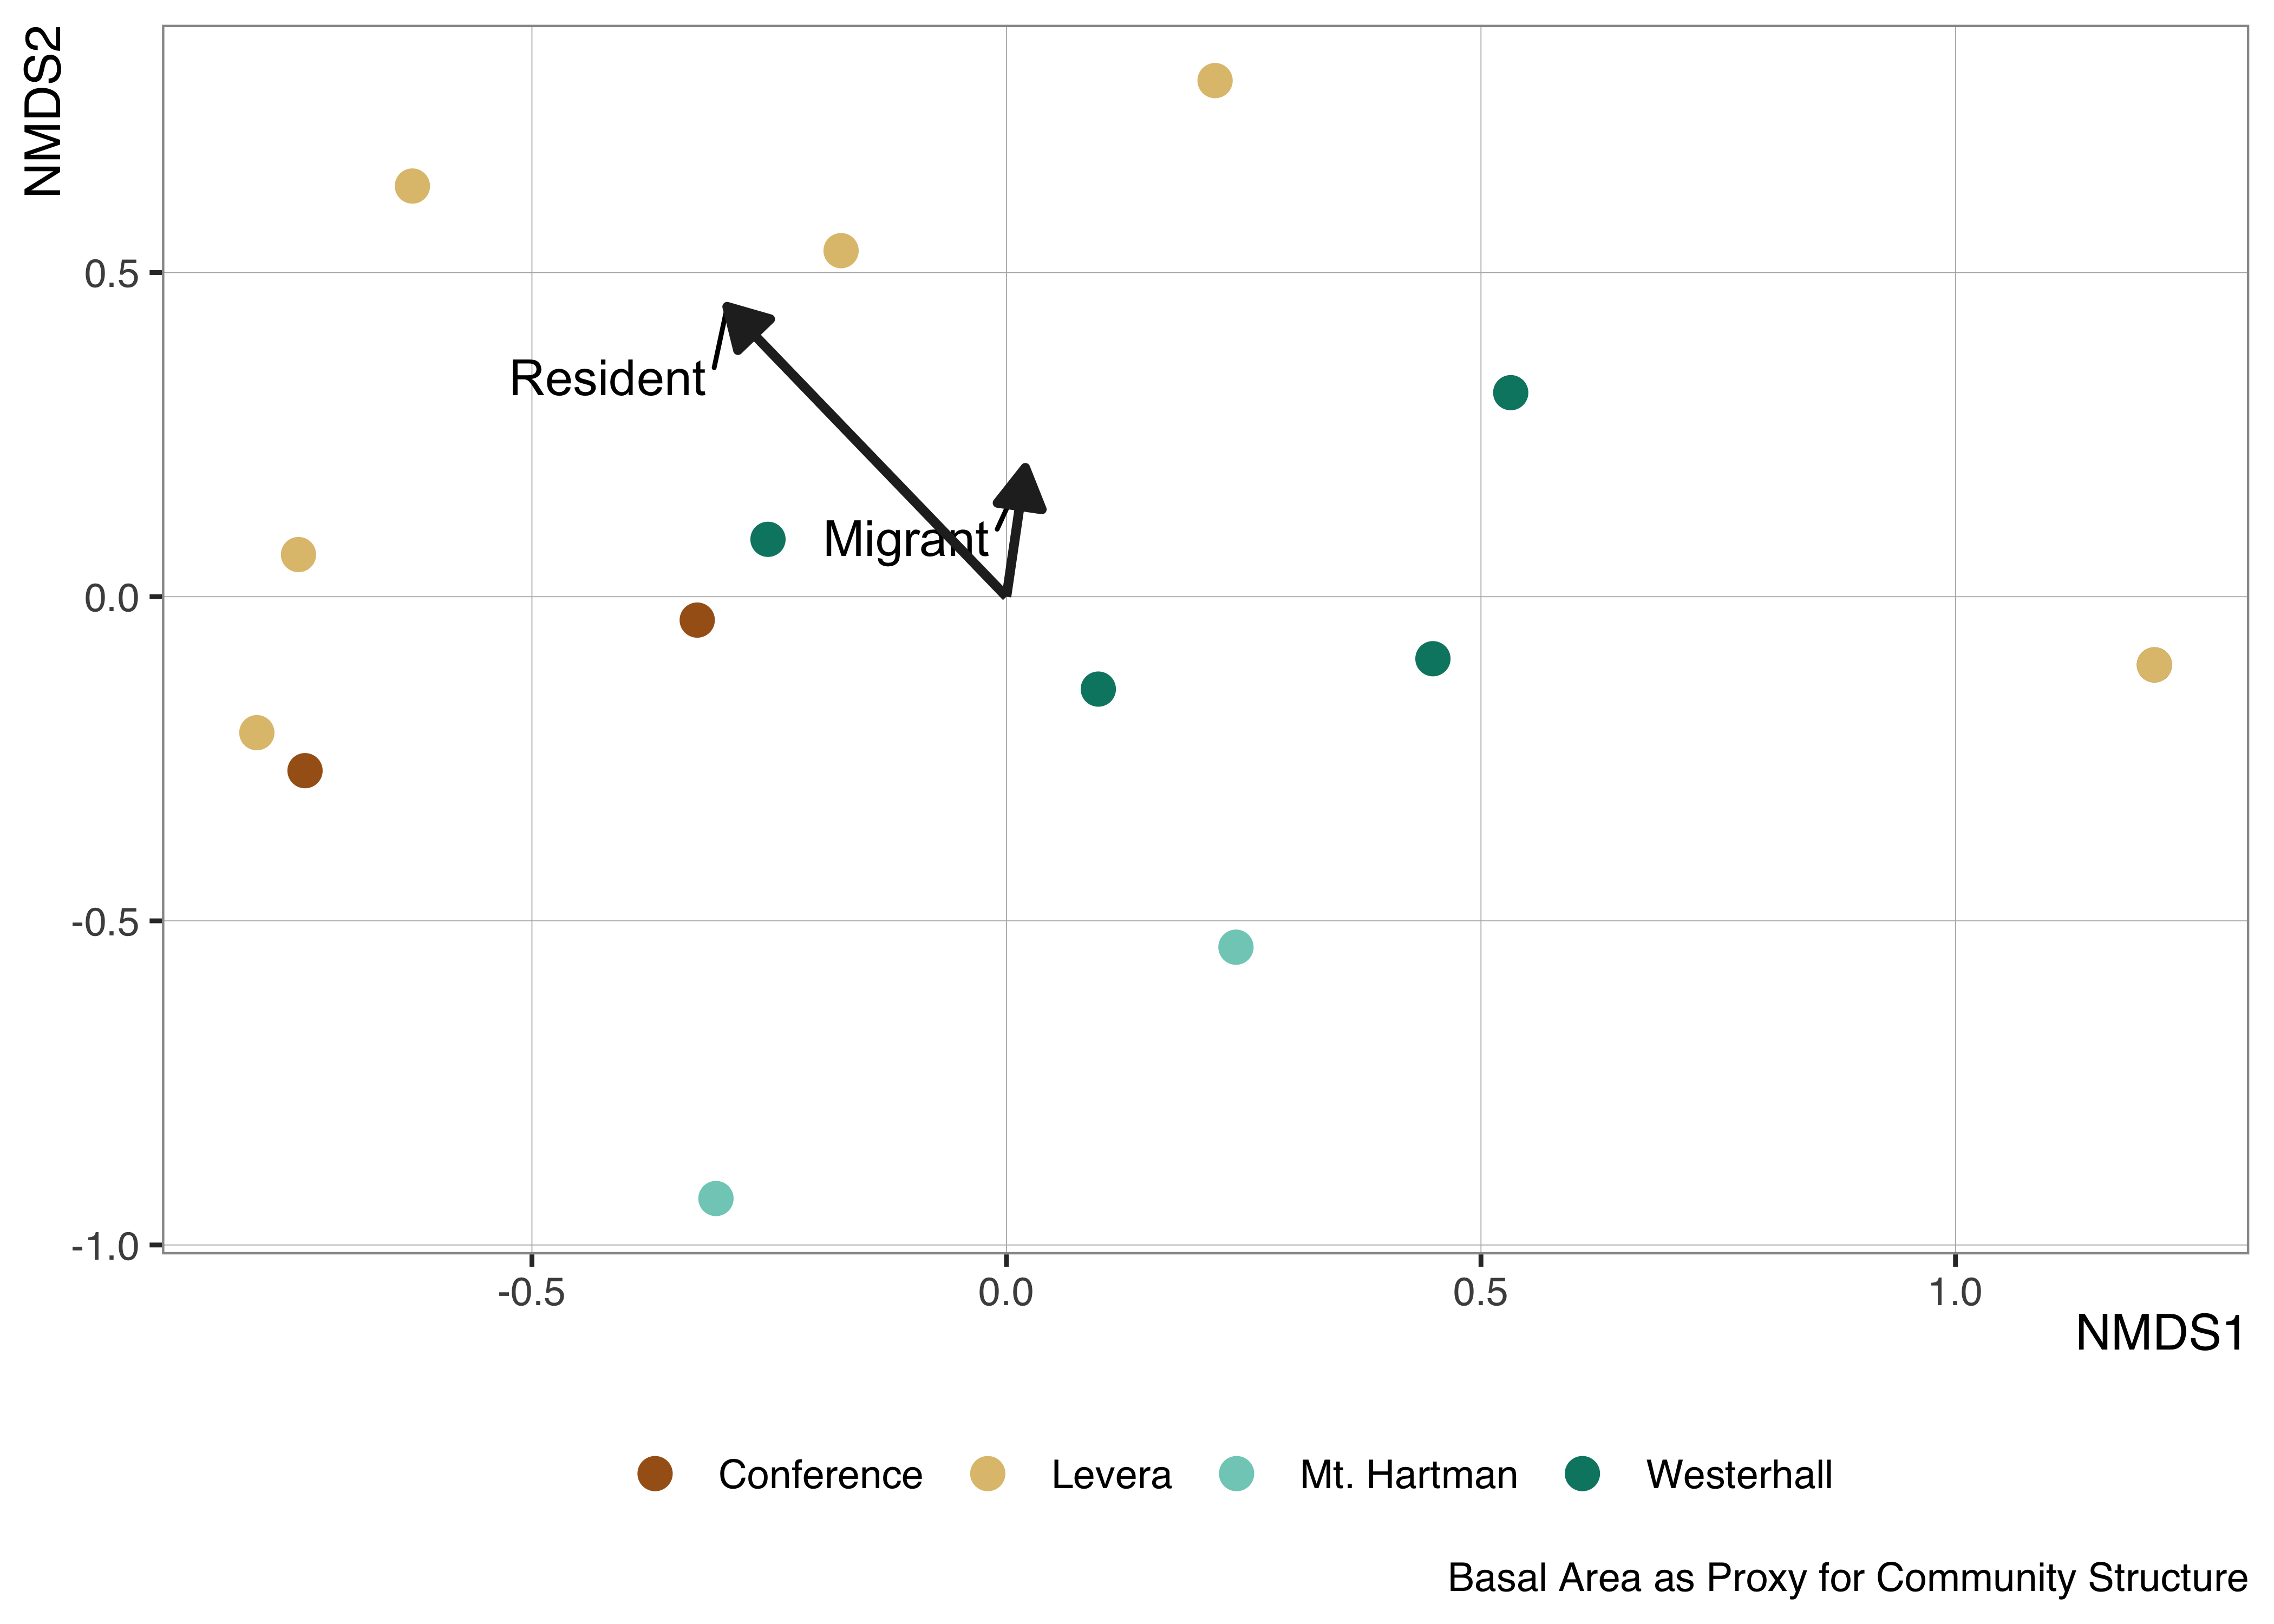 NMDS2
0.5
Resident
Migrant
0.0
-0.5
-1.0
-0.5 0.0 0.5 1.0
NMDS1
Conference Levera Mt. Hartman Westerhall
Basal Area as Proxy for Community Structure